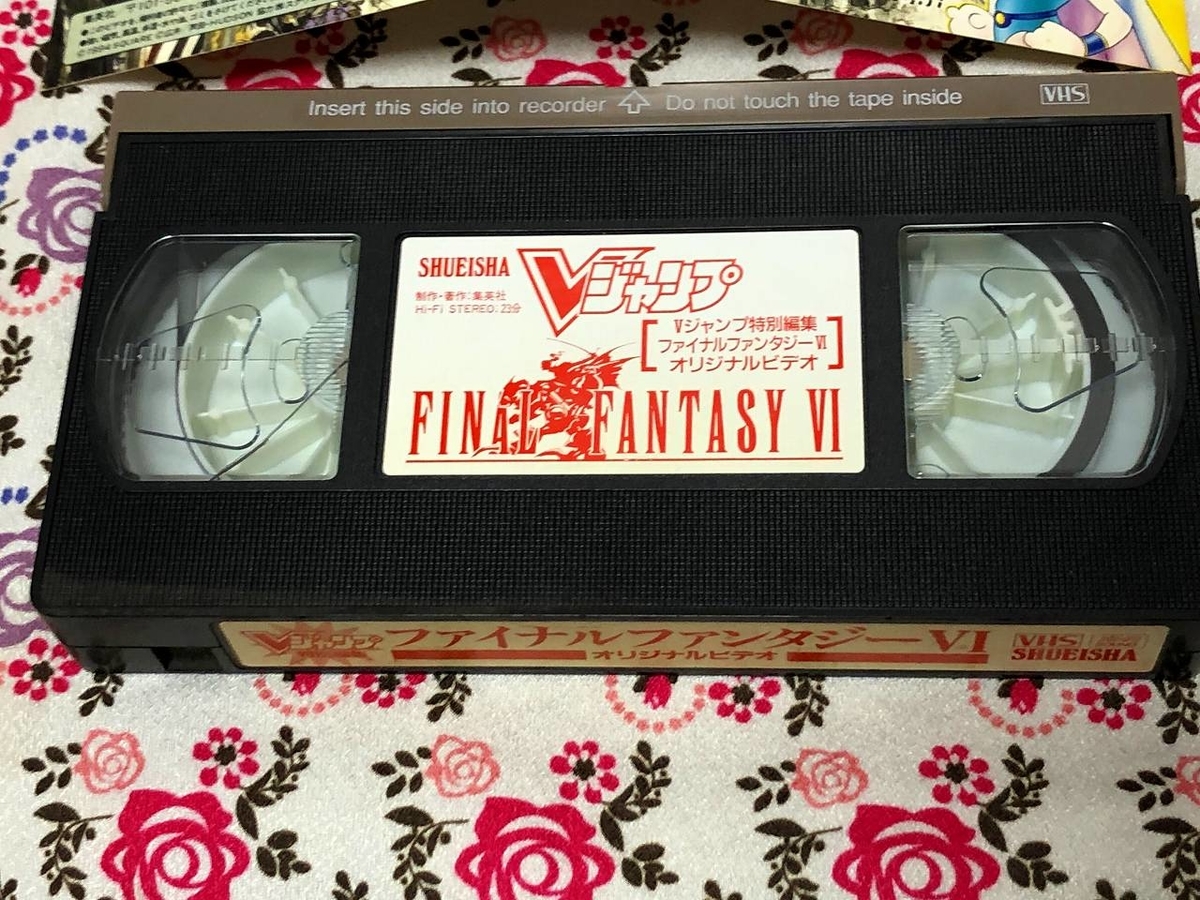 Insert this side into recorder ⇧ Do not touch the tape inside
VHS
SHUEISHA
Vジャンプ
制作・著作:集英社
Hi-Fi STEREO. 23分
Vジャンプ特別編集
ファイナルファンタジーVI
オリジナルビデオ
FINAL FANTASY VI
Vジャンプ
ファイナルファンタジーVI
オリジナルビデオ
VHS
SHUEISHA